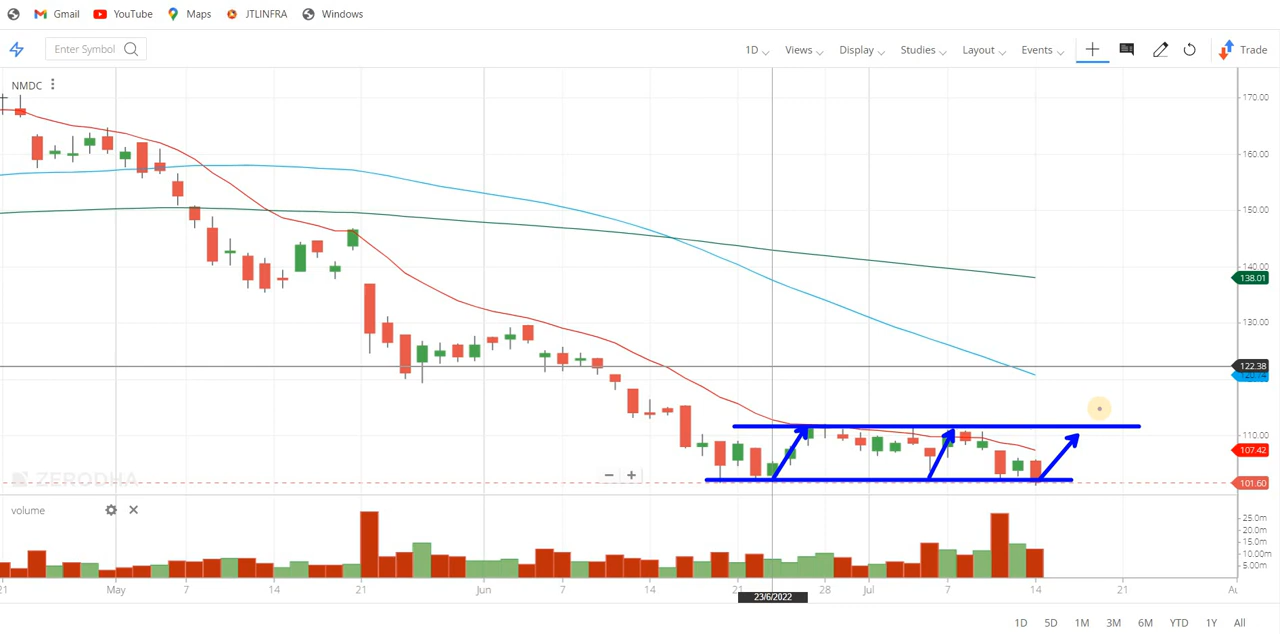 Gmail YouTube Maps JTLINFRA Windows
Enter Symbol 1D Views Display Studies Layout Events Trade
NMDC
170.00
160.00
150.00
140.00
138.01
130.00
122.38
110.00
107.42
ZERODHA
101.60
volume
25.0m
20.0m
15.0m
10.00m
5.00m
21 May 7 14 21 Jun 7 14 21 28 Jul 7 14 21
23/6/2022
1D 5D 1M 3M 6M YTD 1Y All